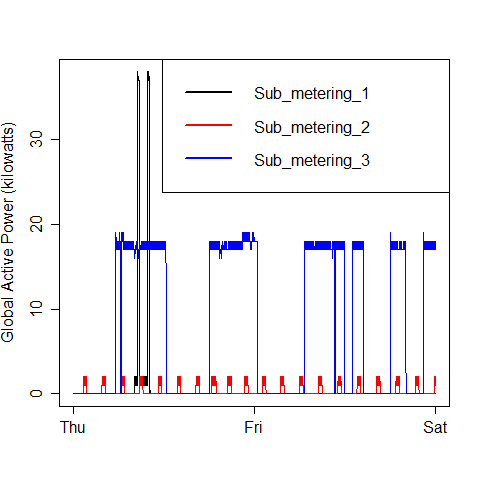 Sub_metering_1
Sub_metering_2
Sub_metering_3
Global Active Power (kilowatts)
30
20
10
0
Thu Fri Sat